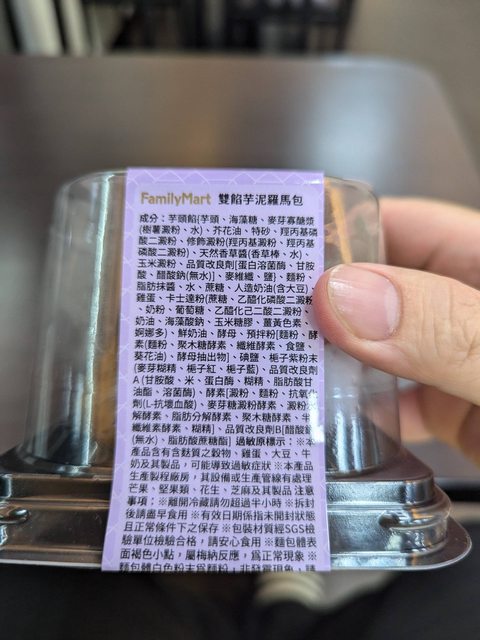 FamilyMart 雙餡芋泥羅馬包
成分：芋頭餡{芋頭、海藻糖、麥芽寡醣漿
(樹薯澱粉、水)、芥花油、特砂、羥丙基磷
酸二澱粉、修飾澱粉(羥丙基澱粉、羥丙基
磷酸二澱粉)、天然香草醬(香草棒、水)、
玉米澱粉、品質改良劑[蛋白溶菌酶、甘胺
酸、醋酸鈉(無水)]、麥維纖、鹽}、麵粉、
脂肪抹醬、水、蔗糖、人造奶油(含大豆)、
雞蛋、卡士達粉(蔗糖、乙醯化磷酸二澱粉
、奶粉、葡萄糖、乙醯化己二酸二澱粉、
奶油、海藻酸鈉、玉米糖膠、薑黃色素、
婀娜多)、鮮奶油、酵母、預拌粉[麵粉、酵
素(麵粉、聚木糖酵素、纖維酵素、食鹽、
葵花油)、酵母抽出物]、碘鹽、梔子紫粉末
(麥芽糊精、梔子紅、梔子藍)、品質改良劑
A(甘胺酸、米、蛋白酶、糊精、脂肪酸甘
油酯、溶菌酶)、酵素[澱粉、麵粉、抗氧化
劑(L-抗壞血酸)、麥芽糖澱粉酵素、澱粉
解酵素、脂肪分解酵素、聚木糖酵素、半
纖維素酵素、糊精]、品質改良劑B[醋酸鈉
(無水)、脂肪酸蔗糖酯] 過敏原標示：※本
產品含有含麩質之穀物、雞蛋、大豆、牛
奶及其製品，可能導致過敏症狀 ※本產品
生產製程廠房，其設備或生產管線有處理
芒果、堅果類、花生、芝麻及其製品 注意
事項：※離開冷藏請勿超過半小時 ※拆封
後請盡早食用 ※有效日期係指未開封狀態
且正常條件下之保存 ※包裝材質經SGS檢
驗單位檢驗合格，請安心食用 ※麵包體表
面褐色小點，屬梅納反應，為正常現象 ※
麵包體白色粉末為麵粉，非發霉現象，請